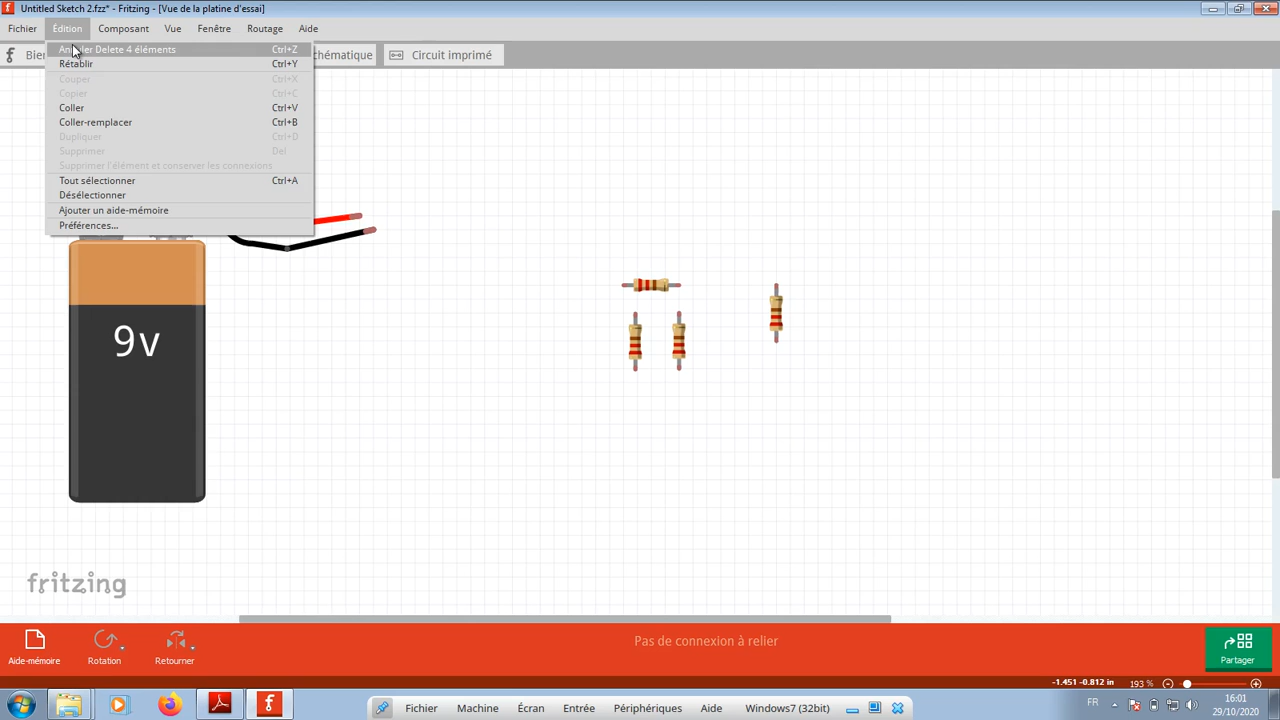 Untitled Sketch 2.fzz* - Fritzing - [Vue de la platine d'essai]
Fichier Édition Composant Vue Fenêtre Routage Aide
Delete 4 éléments Ctrl+Z
Circuit imprimé
Rétablir Ctrl+Y
Couper Ctrl+X
Copier Ctrl+C
Coller Ctrl+V
Coller-remplacer Ctrl+B
Dupliquer Ctrl+D
Supprimer Del
Supprimer l'élément et conserver les connexions
Tout sélectionner Ctrl+A
Désélectionner
Ajouter un aide-mémoire
Préférences...
9v
fritzing
Pas de connexion à relier
Aide-mémoire Rotation Retourner Partager
-1.451 -0.812 in 193 %
Fichier Machine Écran Entrée Périphériques Aide Windows7 (32bit)
FR
16:01
29/10/2020